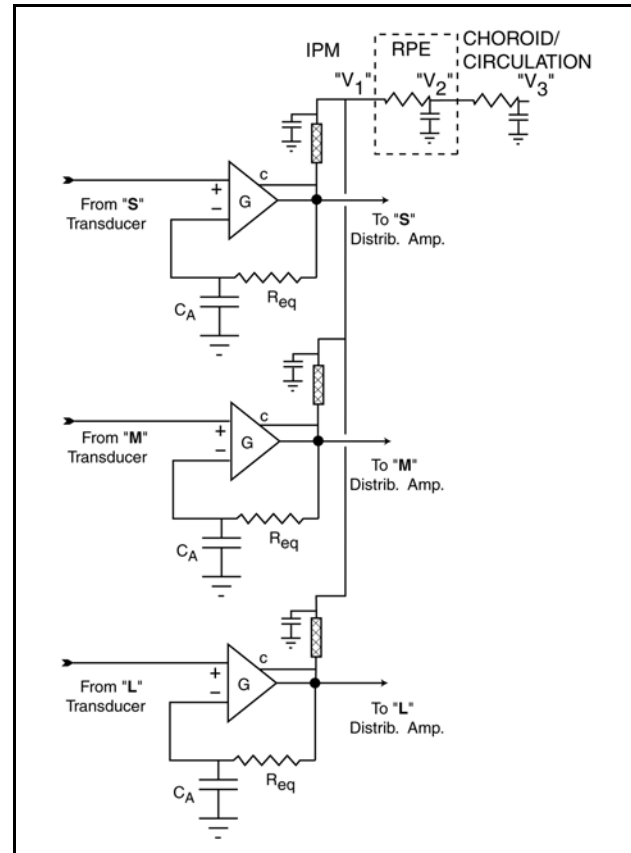 IPM
RPE
CHOROID/
CIRCULATION
"V1"
"V2"
"V3"
c
+
G
−
From "S"
Transducer
To "S"
Distrib. Amp.
CA
Req
c
+
G
−
From "M"
Transducer
To "M"
Distrib. Amp.
CA
Req
c
+
G
−
From "L"
Transducer
To "L"
Distrib. Amp.
CA
Req